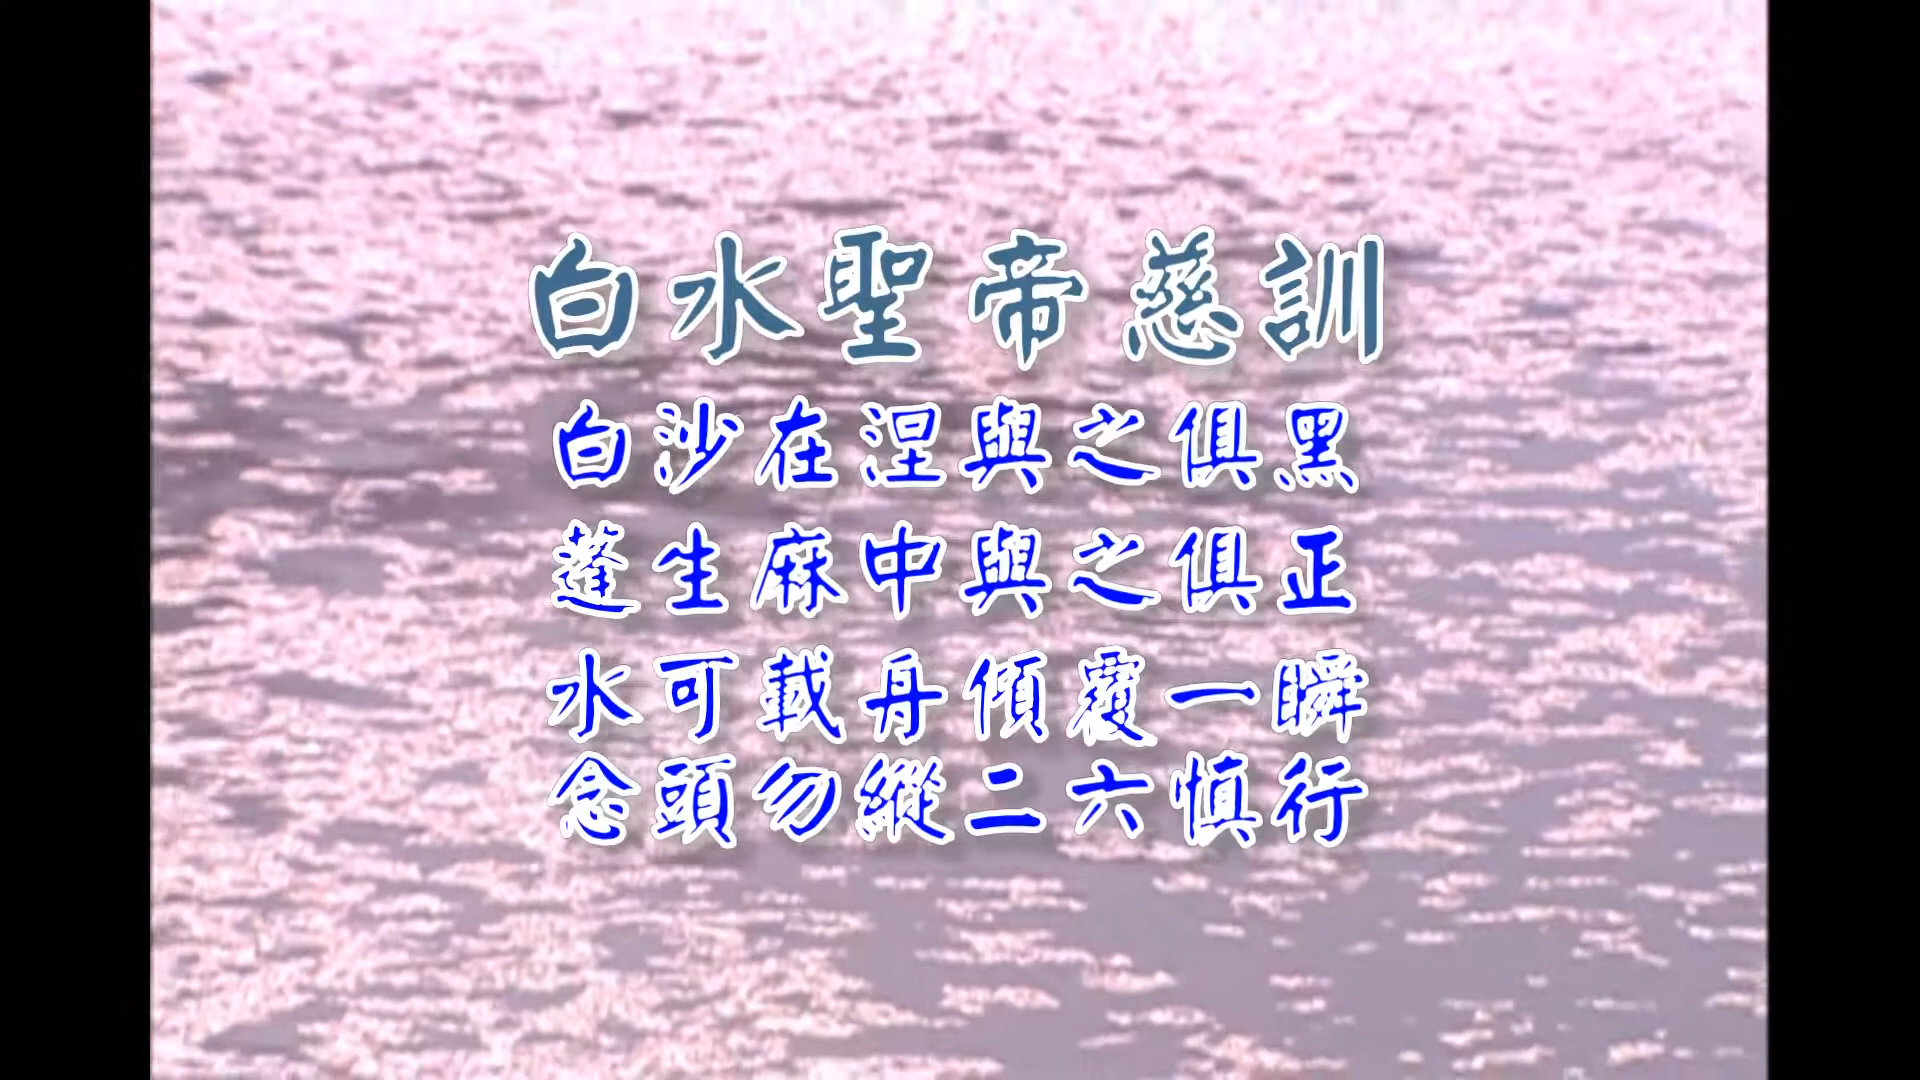 白水聖帝慈訓
白沙在涅與之俱黑
蓬生麻中與之俱正
水可載舟傾覆一瞬
念頭勿縱二六慎行